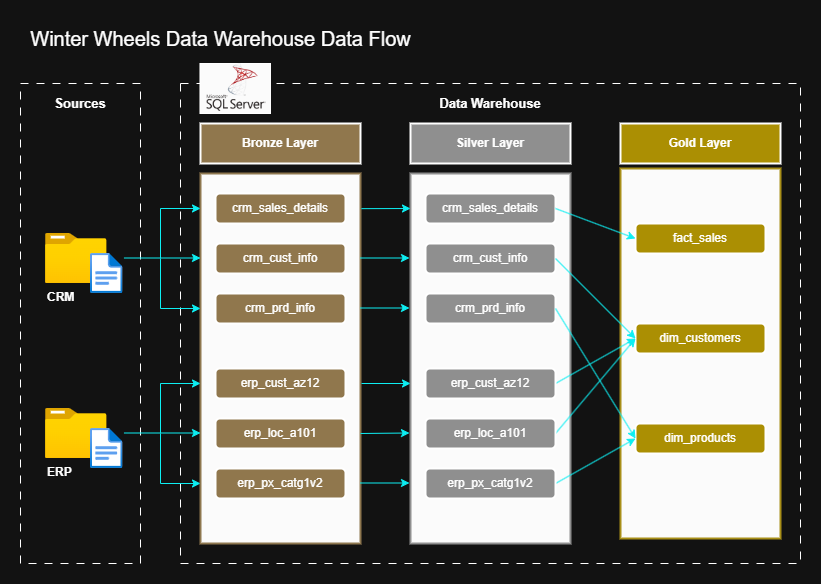 Winter Wheels Data Warehouse Data Flow
Sources
Microsoft
SQL Server
Data Warehouse
Bronze Layer
Silver Layer
Gold Layer
crm_sales_details
crm_cust_info
crm_prd_info
erp_cust_az12
erp_loc_a101
erp_px_catg1v2
crm_sales_details
crm_cust_info
crm_prd_info
erp_cust_az12
erp_loc_a101
erp_px_catg1v2
fact_sales
dim_customers
dim_products
CRM
ERP